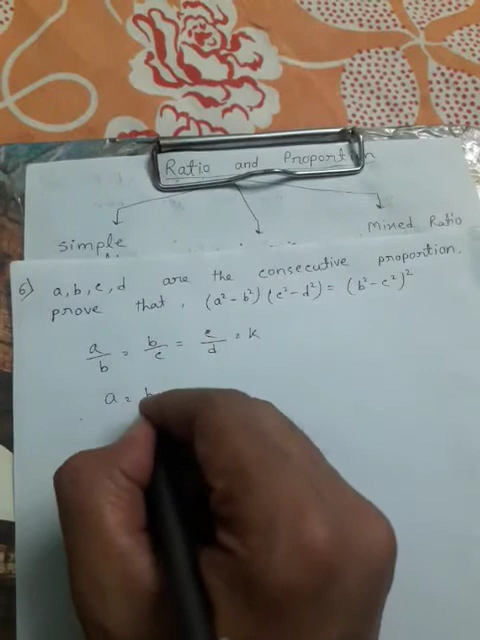 Ratio and Proportion
Mixed Ratio
simple
6) a, b, c, d are the consecutive proportion.
prove that, (a² - b²) (c² - d²) = (b² - c²)²
a/b = b/c = c/d = k
a =